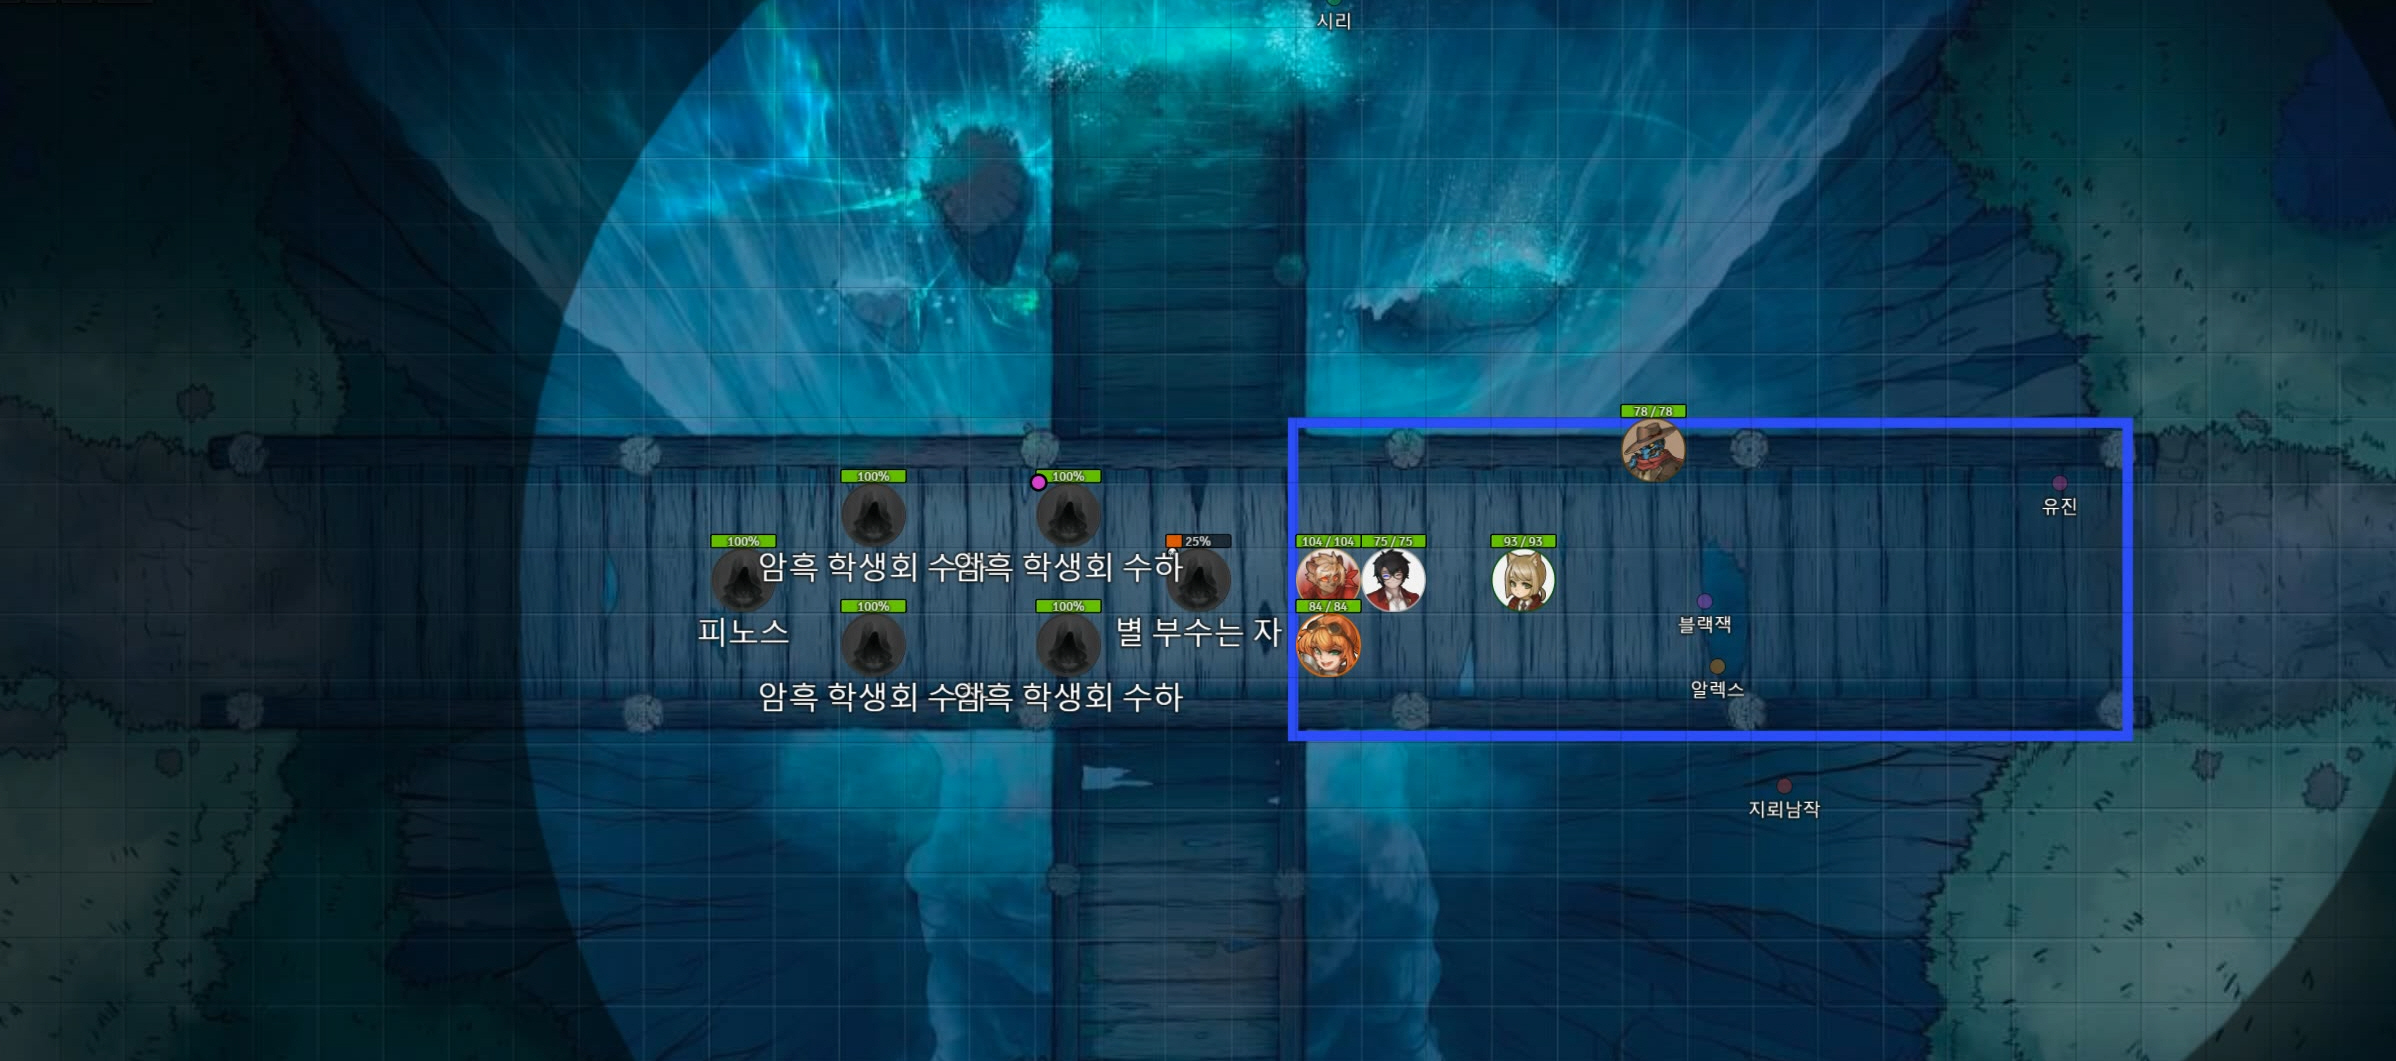 시리
78 / 78
100%
100%
유진
100%
25%
104 / 104
75 / 75
93 / 93
암흑 학생회 수하
암흑 학생회 수하
100%
100%
84 / 84
블랙잭
피노스
별 부수는 자
알렉스
암흑 학생회 수하
암흑 학생회 수하
지뢰남작